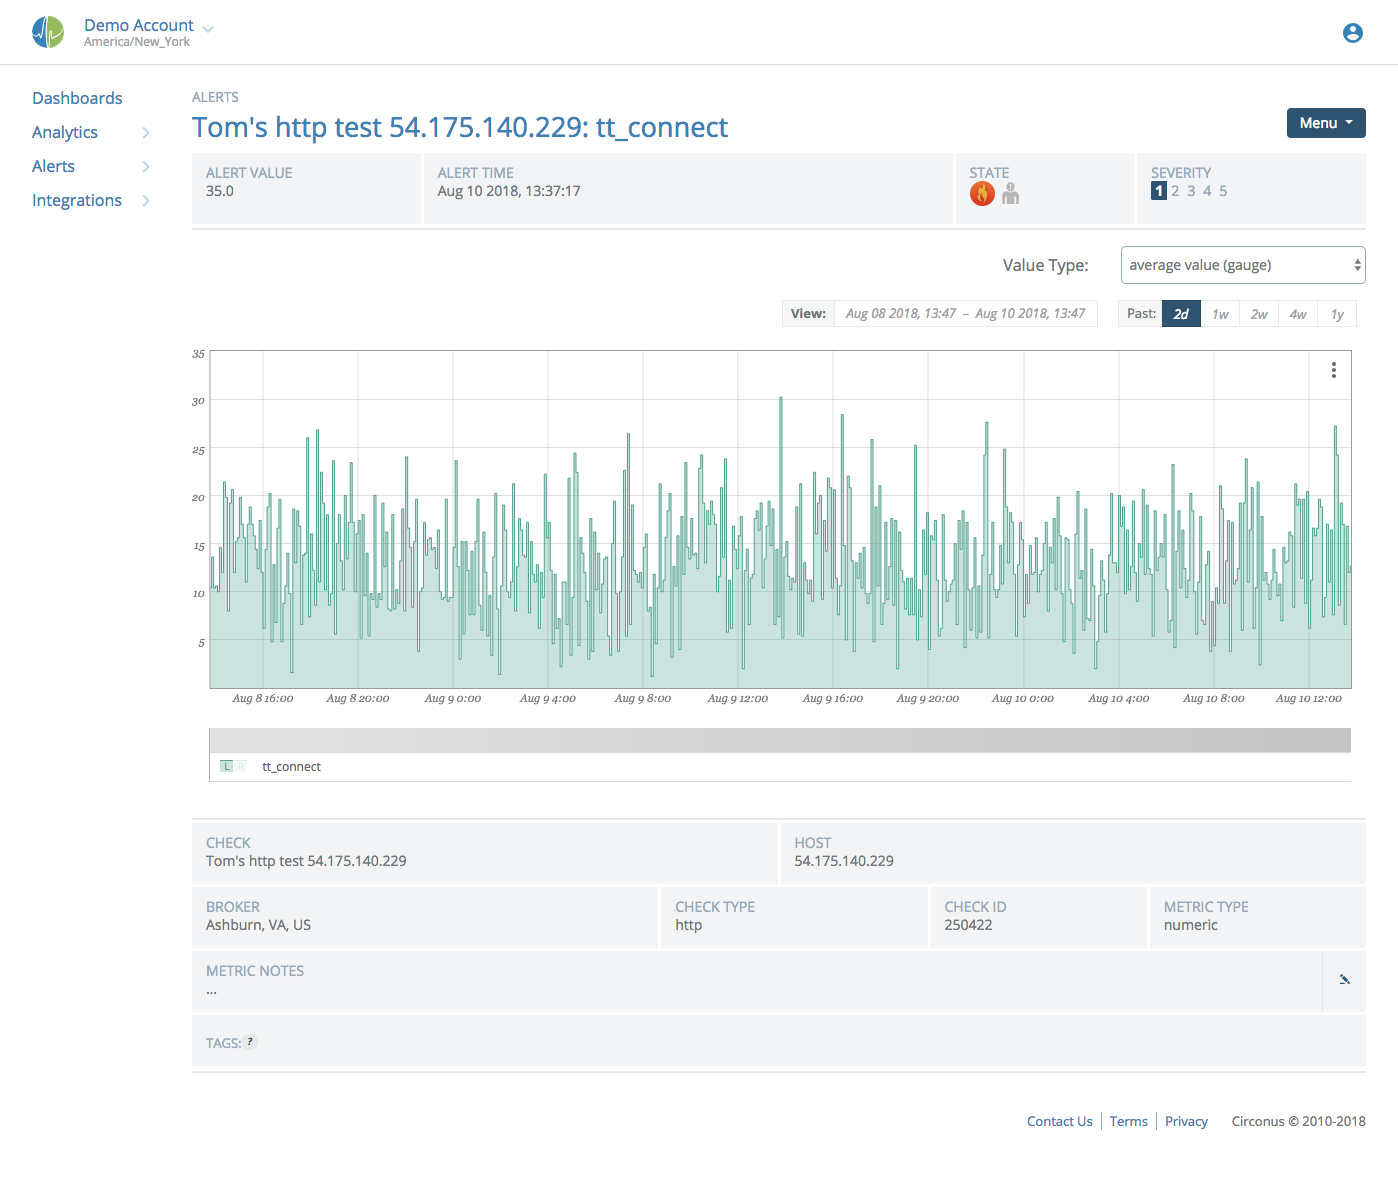 Demo Account
America/New_York
Dashboards
Analytics
Alerts
Integrations
ALERTS
Tom's http test 54.175.140.229: tt_connect
Menu
ALERT VALUE
35.0
ALERT TIME
Aug 10 2018, 13:37:17
STATE
SEVERITY
1 2 3 4 5
Value Type: average value (gauge)
View: Aug 08 2018, 13:47 – Aug 10 2018, 13:47
Past: 2d 1w 2w 4w 1y
35
30
25
20
15
10
5
Aug 8 16:00 Aug 8 20:00 Aug 9 0:00 Aug 9 4:00 Aug 9 8:00 Aug 9 12:00 Aug 9 16:00 Aug 9 20:00 Aug 10 0:00 Aug 10 4:00 Aug 10 8:00 Aug 10 12:00
L R tt_connect
CHECK
Tom's http test 54.175.140.229
HOST
54.175.140.229
BROKER
Ashburn, VA, US
CHECK TYPE
http
CHECK ID
250422
METRIC TYPE
numeric
METRIC NOTES
...
TAGS: ?
Contact Us Terms Privacy Circonus © 2010-2018